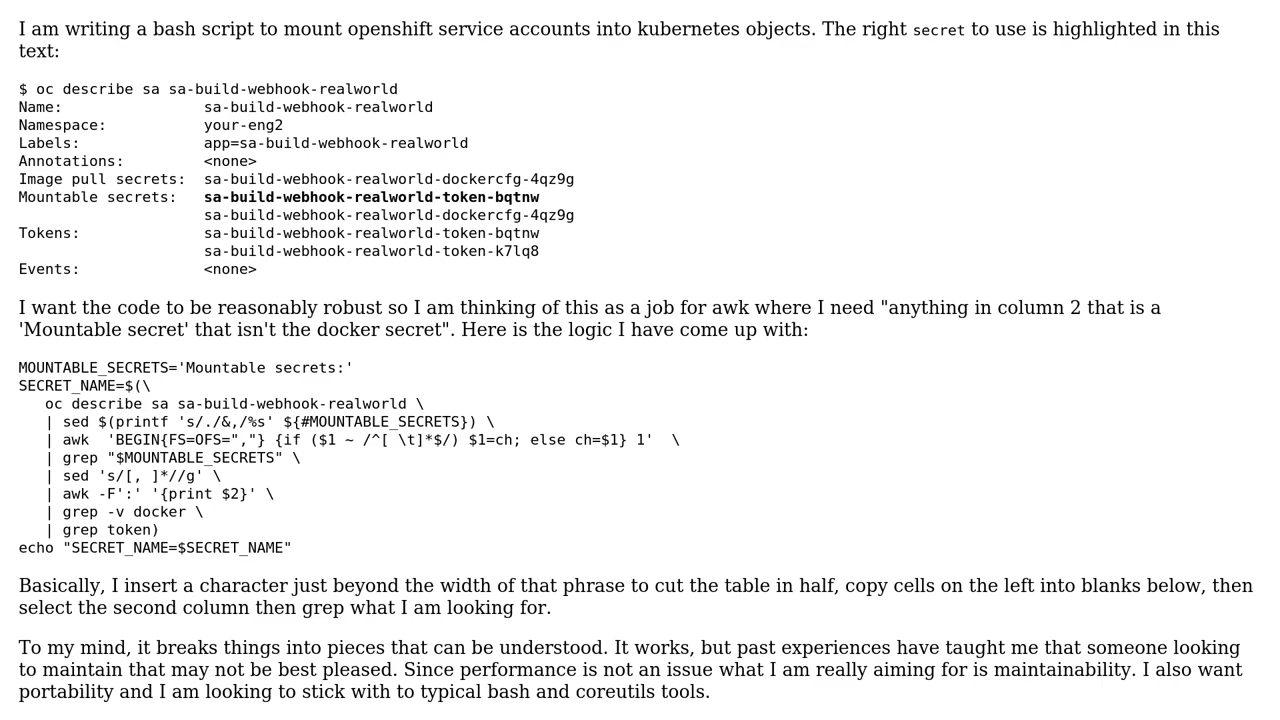 I am writing a bash script to mount openshift service accounts into kubernetes objects. The right secret to use is highlighted in this
text:
$ oc describe sa sa-build-webhook-realworld
Name:                sa-build-webhook-realworld
Namespace:           your-eng2
Labels:              app=sa-build-webhook-realworld
Annotations:         <none>
Image pull secrets:  sa-build-webhook-realworld-dockercfg-4qz9g
Mountable secrets:   sa-build-webhook-realworld-token-bqtnw
                     sa-build-webhook-realworld-dockercfg-4qz9g
Tokens:              sa-build-webhook-realworld-token-bqtnw
                     sa-build-webhook-realworld-token-k7lq8
Events:              <none>
I want the code to be reasonably robust so I am thinking of this as a job for awk where I need "anything in column 2 that is a
'Mountable secret' that isn't the docker secret". Here is the logic I have come up with:
MOUNTABLE_SECRETS='Mountable secrets:'
SECRET_NAME=$(\
   oc describe sa sa-build-webhook-realworld \
   | sed $(printf 's/./&,/%s' ${#MOUNTABLE_SECRETS}) \
   | awk  'BEGIN{FS=OFS=","} {if ($1 ~ /^[ \t]*$/) $1=ch; else ch=$1} 1'  \
   | grep "$MOUNTABLE_SECRETS" \
   | sed 's/[, ]*//g' \
   | awk -F':' '{print $2}' \
   | grep -v docker \
   | grep token)
echo "SECRET_NAME=$SECRET_NAME"
Basically, I insert a character just beyond the width of that phrase to cut the table in half, copy cells on the left into blanks below, then
select the second column then grep what I am looking for.
To my mind, it breaks things into pieces that can be understood. It works, but past experiences have taught me that someone looking
to maintain that may not be best pleased. Since performance is not an issue what I am really aiming for is maintainability. I also want
portability and I am looking to stick with to typical bash and coreutils tools.